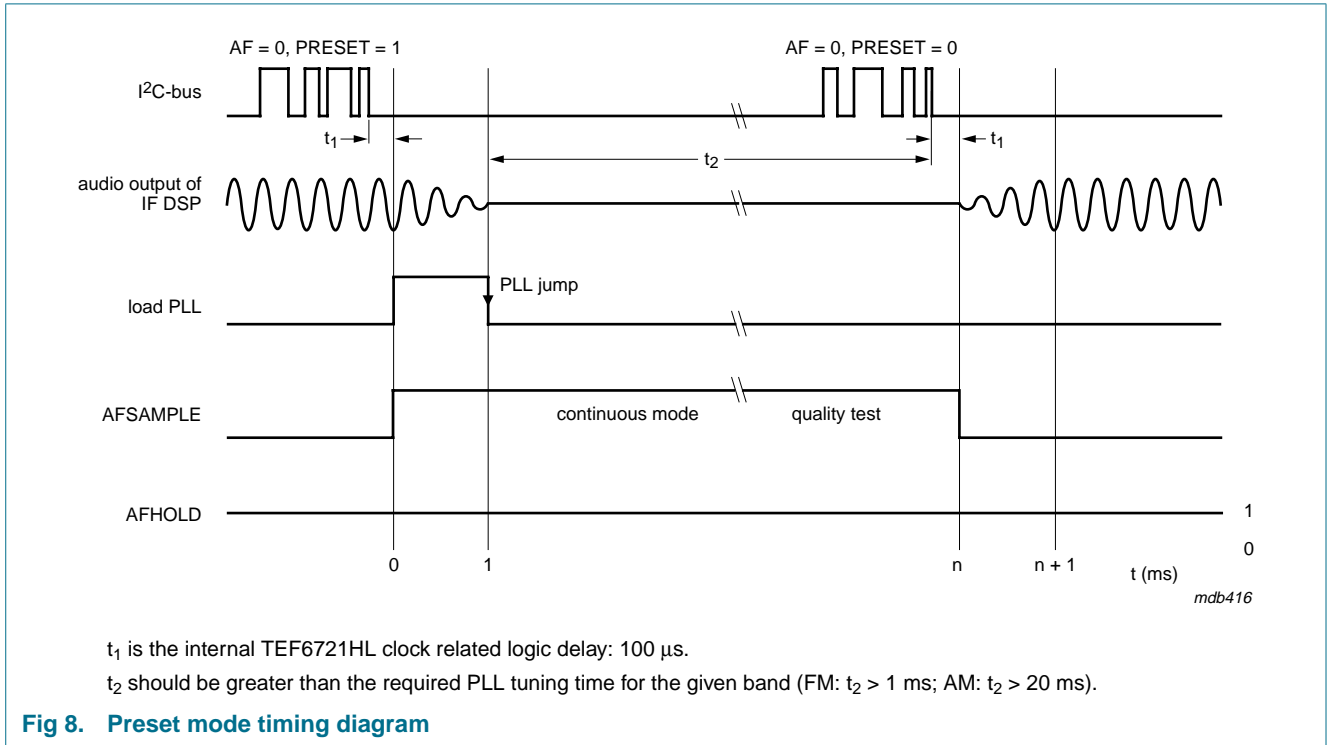 AF = 0, PRESET = 1
AF = 0, PRESET = 0
I2C-bus
t1
t2
t1
audio output of
IF DSP
load PLL
PLL jump
AFSAMPLE
continuous mode
quality test
AFHOLD
1
0
0
1
n
n + 1
t (ms)
mdb416
t1 is the internal TEF6721HL clock related logic delay: 100 μs.
t2 should be greater than the required PLL tuning time for the given band (FM: t2 > 1 ms; AM: t2 > 20 ms).
Fig 8. Preset mode timing diagram